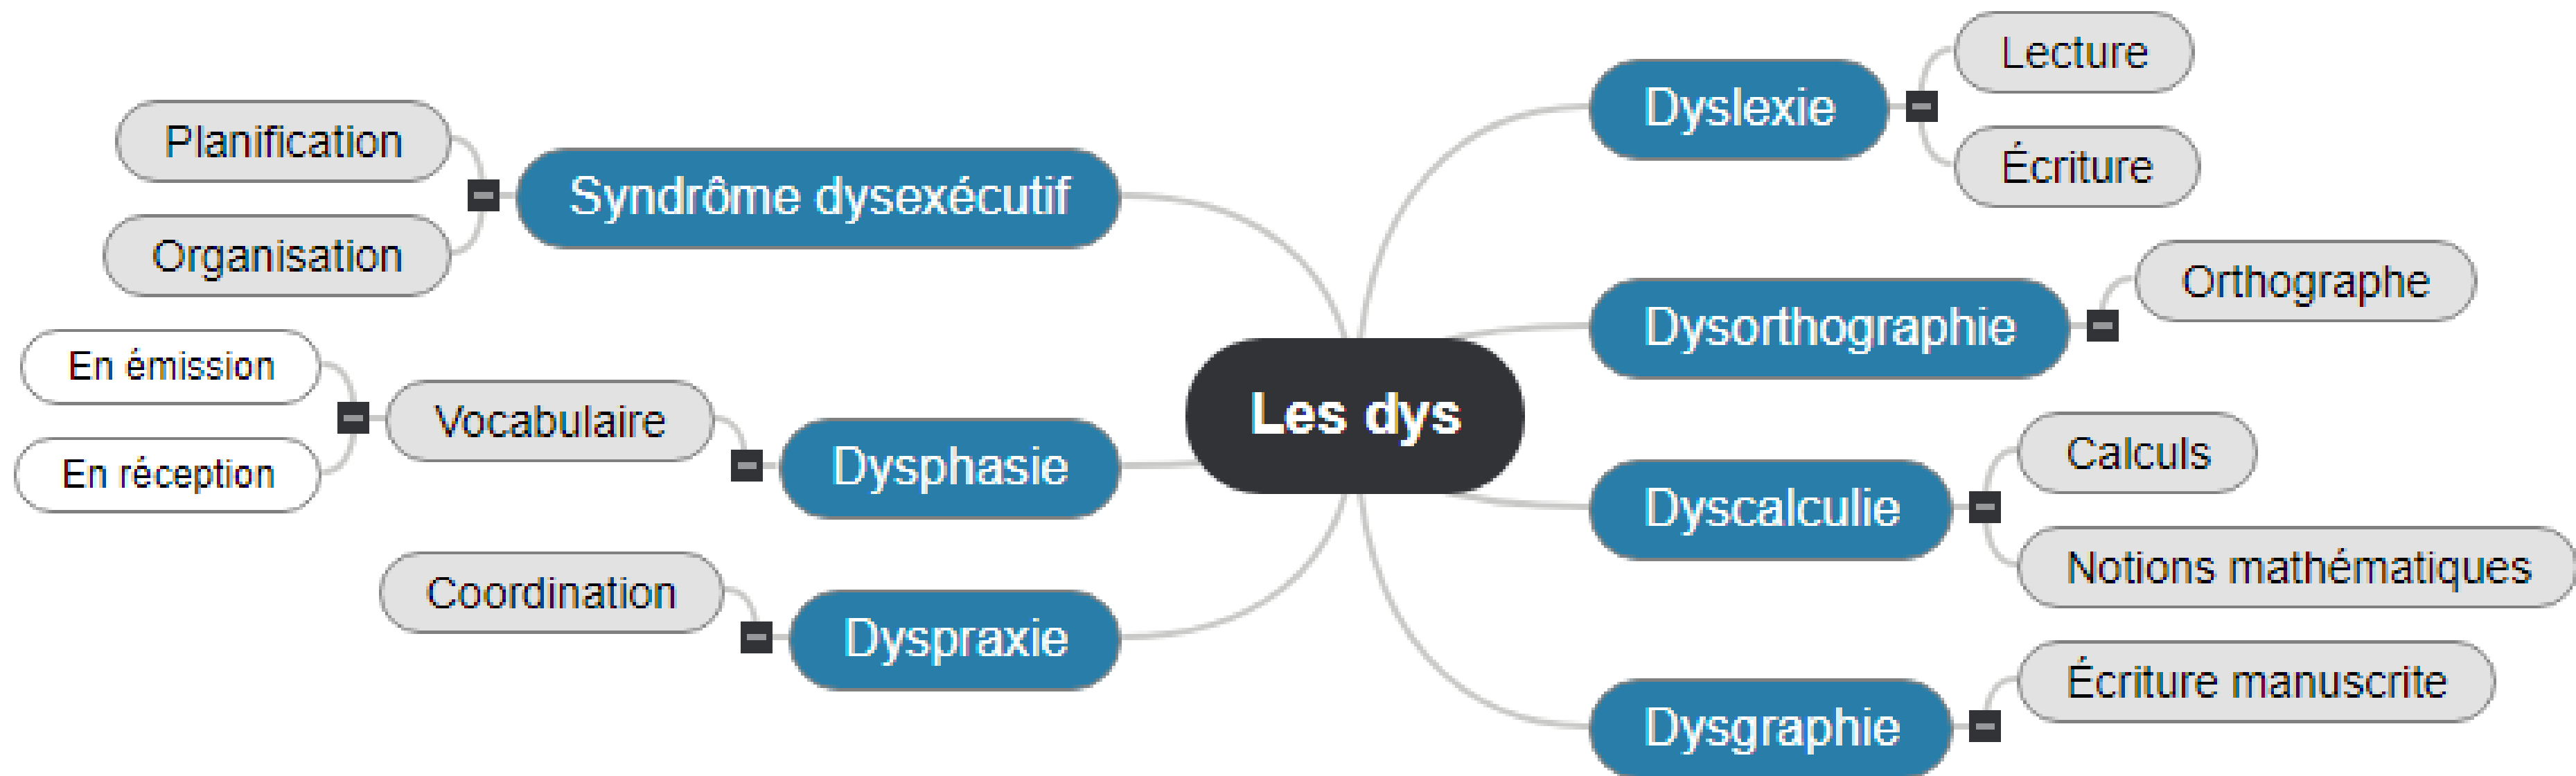 Les dys
Dyslexie
Lecture
Écriture
Dysorthographie
Orthographe
Dyscalculie
Calculs
Notions mathématiques
Dysgraphie
Écriture manuscrite
Syndrôme dysexécutif
Planification
Organisation
Dysphasie
Vocabulaire
En émission
En réception
Dyspraxie
Coordination